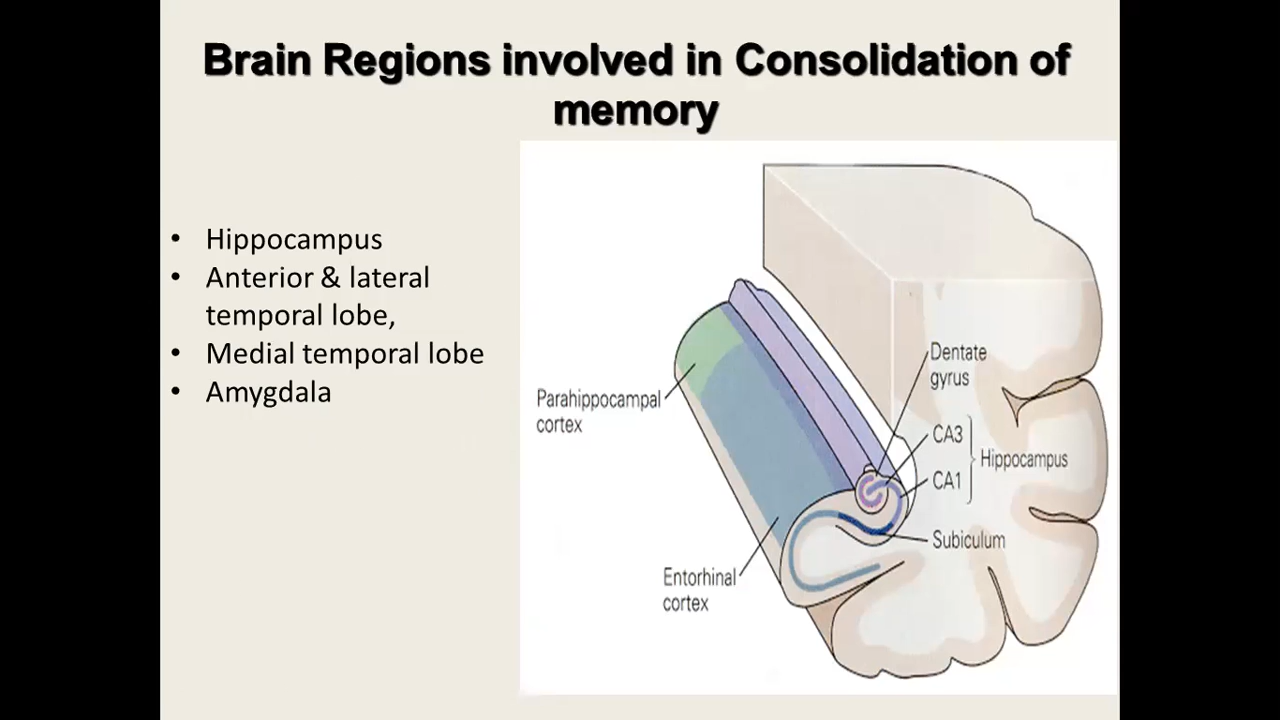 Brain Regions involved in Consolidation of
memory
• Hippocampus
• Anterior & lateral
temporal lobe,
• Medial temporal lobe
• Amygdala
Parahippocampal
cortex
Entorhinal
cortex
Dentate
gyrus
CA3
Hippocampus
CA1
Subiculum